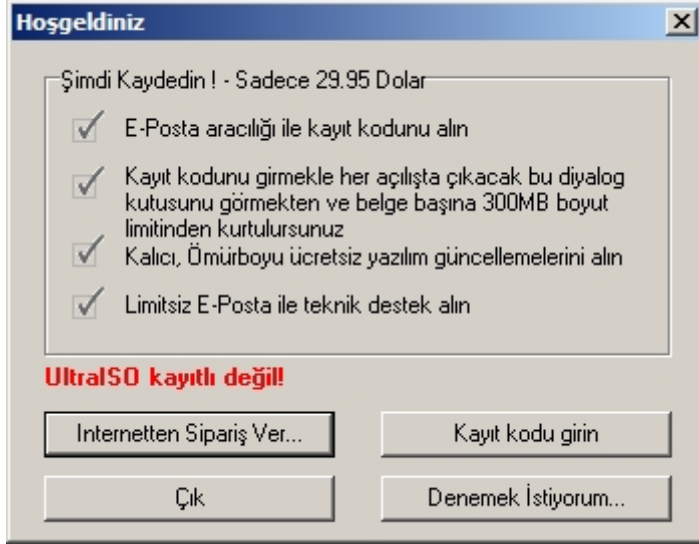 Hoşgeldiniz
Şimdi Kaydedin ! - Sadece 29.95 Dolar
E-Posta aracılığı ile kayıt kodunu alın
Kayıt kodunu girmekle her açılışta çıkacak bu diyalog
kutusunu görmekten ve belge başına 300MB boyut
limitinden kurtulursunuz
Kalıcı, Ömürboyu ücretsiz yazılım güncellemelerini alın
Limitsiz E-Posta ile teknik destek alın
UltraISO kayıtlı değil!
Internetten Sipariş Ver...
Kayıt kodu girin
Çık
Denemek İstiyorum...